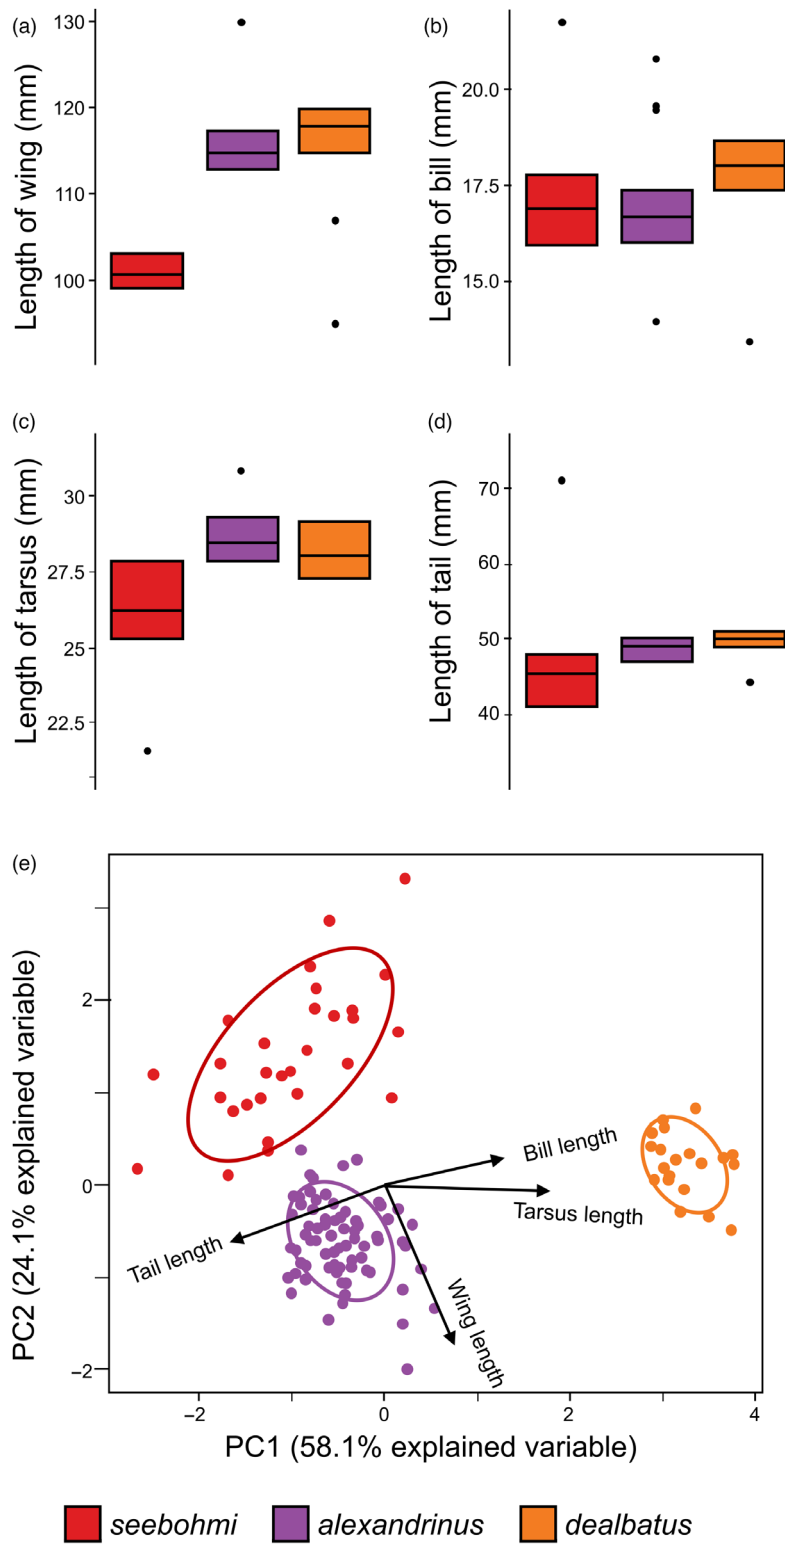 (a)
Length of wing (mm)
130
120
110
100
(b)
Length of bill (mm)
20.0
17.5
15.0
(c)
Length of tarsus (mm)
30
27.5
25
22.5
(d)
Length of tail (mm)
70
60
50
40
(e)
PC2 (24.1% explained variable)
2
0
−2
Bill length
Tarsus length
Tail length
Wing length
−2
0
2
4
PC1 (58.1% explained variable)
seebohmi
alexandrinus
dealbatus